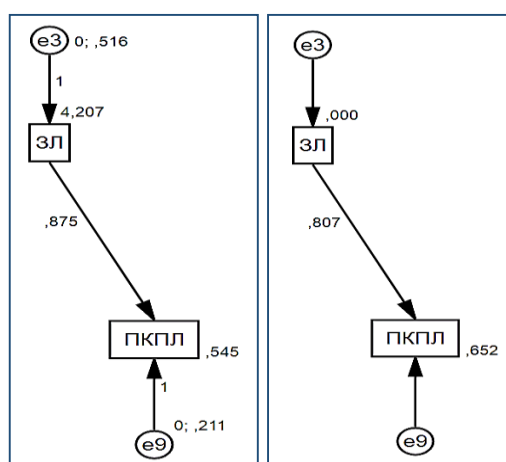 e3
0; ,516
1
4,207
ЗЛ
,875
ПКПЛ
,545
1
0; ,211
e9
e3
,000
ЗЛ
,807
ПКПЛ
,652
e9